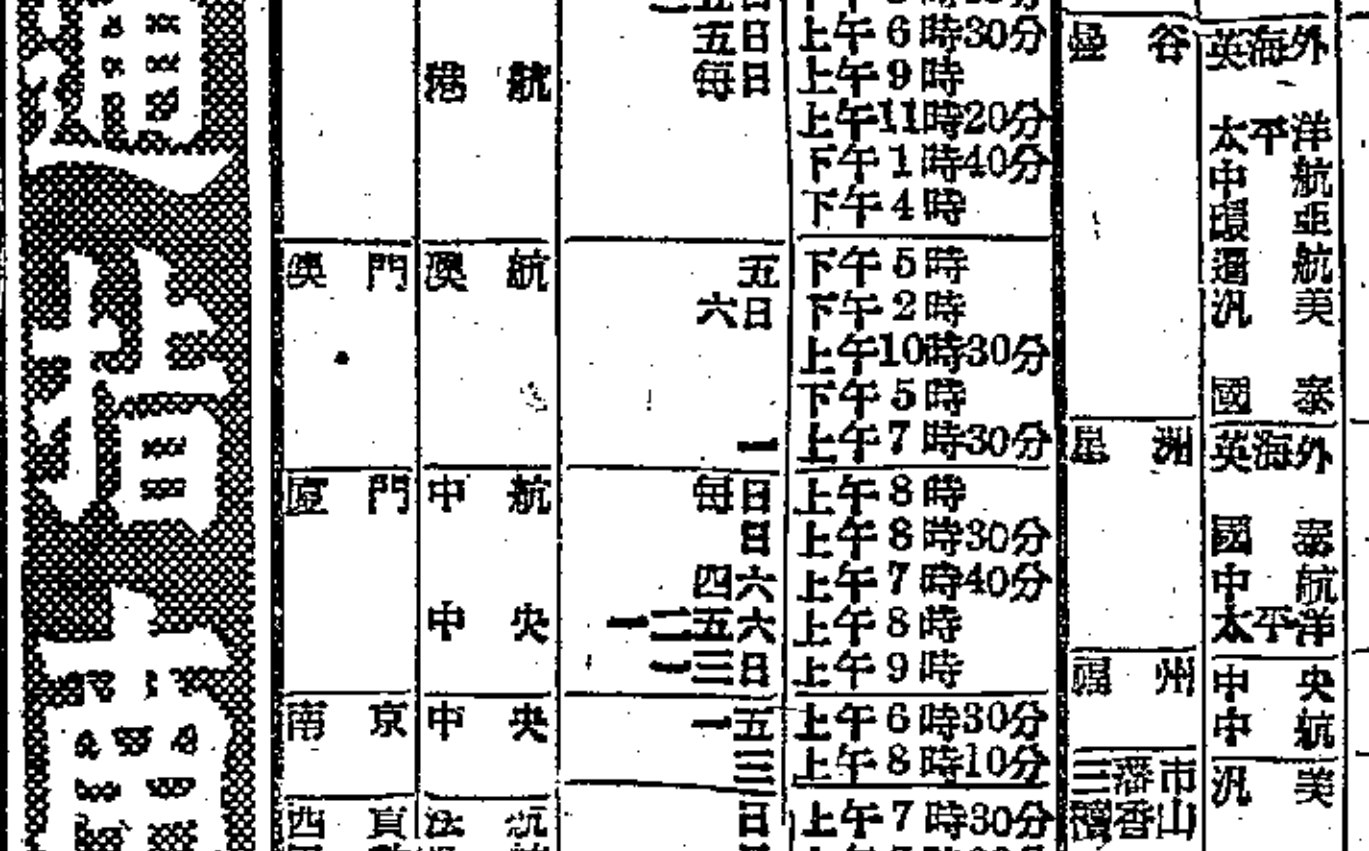 五日 上午6時30分
港航 每日 上午9時
上午11時20分
下午1時40分
下午4時
澳門 澳航 五 下午5時
六日 下午2時
上午10時30分
下午5時
一 上午7時30分
廈門 中航 每日 上午8時
日 上午8時30分
四六 上午7時40分
中央 一二五六 上午8時
一三日 上午9時
南京 中央 一五 上午6時30分
三 上午8時10分
西貢 法航 日 上午7時30分
曼谷 英海外
太平洋
中航
環亞
暹航
汎美
國泰
星洲 英海外
國泰
中航
太平洋
福州 中央
中航
三藩市 汎美
檀香山